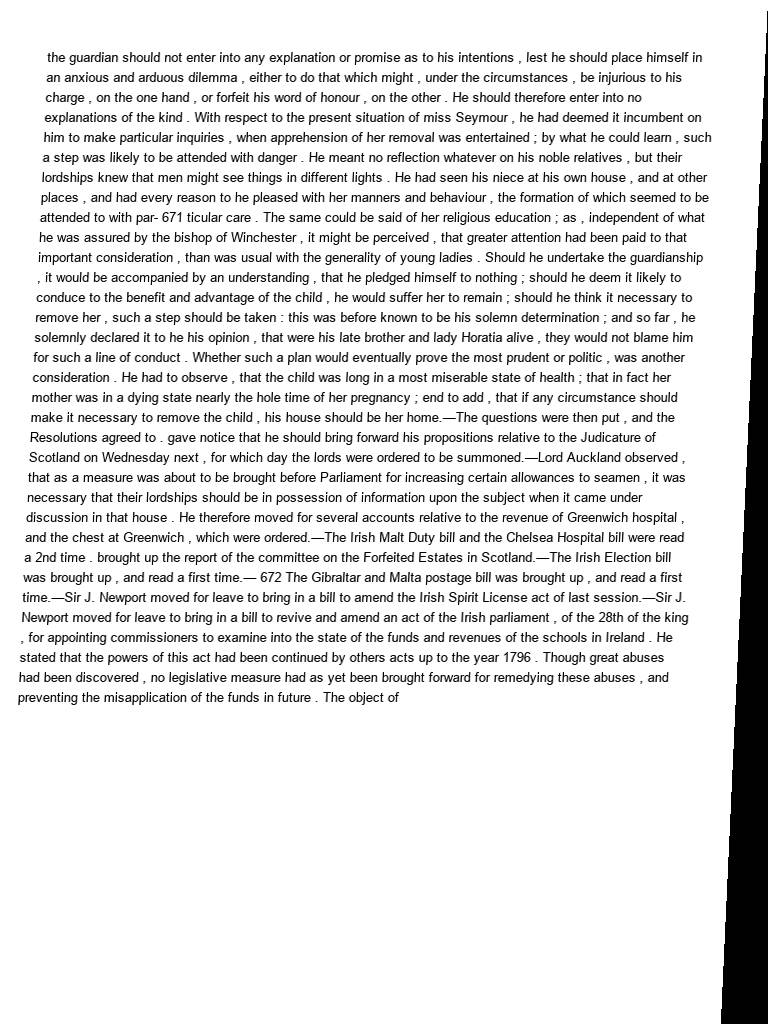 the guardian should not enter into any explanation or promise as to his intentions , lest he should place himself in
an anxious and arduous dilemma , either to do that which might , under the circumstances , be injurious to his
charge , on the one hand , or forfeit his word of honour , on the other . He should therefore enter into no
explanations of the kind . With respect to the present situation of miss Seymour , he had deemed it incumbent on
him to make particular inquiries , when apprehension of her removal was entertained ; by what he could learn , such
a step was likely to be attended with danger . He meant no reflection whatever on his noble relatives , but their
lordships knew that men might see things in different lights . He had seen his niece at his own house , and at other
places , and had every reason to he pleased with her manners and behaviour , the formation of which seemed to be
attended to with par- 671 ticular care . The same could be said of her religious education ; as , independent of what
he was assured by the bishop of Winchester , it might be perceived , that greater attention had been paid to that
important consideration , than was usual with the generality of young ladies . Should he undertake the guardianship
, it would be accompanied by an understanding , that he pledged himself to nothing ; should he deem it likely to
conduce to the benefit and advantage of the child , he would suffer her to remain ; should he think it necessary to
remove her , such a step should be taken : this was before known to be his solemn determination ; and so far , he
solemnly declared it to he his opinion , that were his late brother and lady Horatia alive , they would not blame him
for such a line of conduct . Whether such a plan would eventually prove the most prudent or politic , was another
consideration . He had to observe , that the child was long in a most miserable state of health ; that in fact her
mother was in a dying state nearly the hole time of her pregnancy ; end to add , that if any circumstance should
make it necessary to remove the child , his house should be her home.—The questions were then put , and the
Resolutions agreed to . gave notice that he should bring forward his propositions relative to the Judicature of
Scotland on Wednesday next , for which day the lords were ordered to be summoned.—Lord Auckland observed ,
that as a measure was about to be brought before Parliament for increasing certain allowances to seamen , it was
necessary that their lordships should be in possession of information upon the subject when it came under
discussion in that house . He therefore moved for several accounts relative to the revenue of Greenwich hospital ,
and the chest at Greenwich , which were ordered.—The Irish Malt Duty bill and the Chelsea Hospital bill were read
a 2nd time . brought up the report of the committee on the Forfeited Estates in Scotland.—The Irish Election bill
was brought up , and read a first time.— 672 The Gibraltar and Malta postage bill was brought up , and read a first
time.—Sir J. Newport moved for leave to bring in a bill to amend the Irish Spirit License act of last session.—Sir J.
Newport moved for leave to bring in a bill to revive and amend an act of the Irish parliament , of the 28th of the king
, for appointing commissioners to examine into the state of the funds and revenues of the schools in Ireland . He
stated that the powers of this act had been continued by others acts up to the year 1796 . Though great abuses
had been discovered , no legislative measure had as yet been brought forward for remedying these abuses , and
preventing the misapplication of the funds in future . The object of